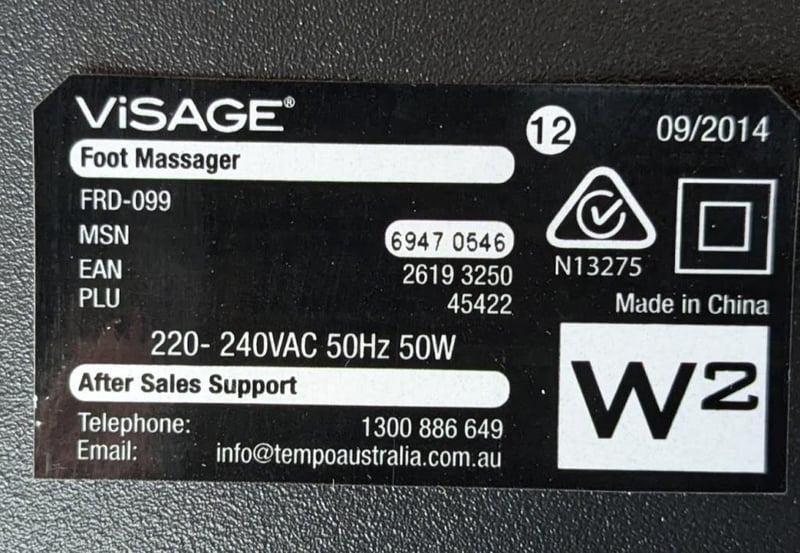 ViSAGE®
12
09/2014
Foot Massager
FRD-099
MSN 6947 0546
EAN 2619 3250
PLU 45422
N13275
Made in China
220- 240VAC 50Hz 50W
W2
After Sales Support
Telephone: 1300 886 649
Email: info@tempoaustralia.com.au